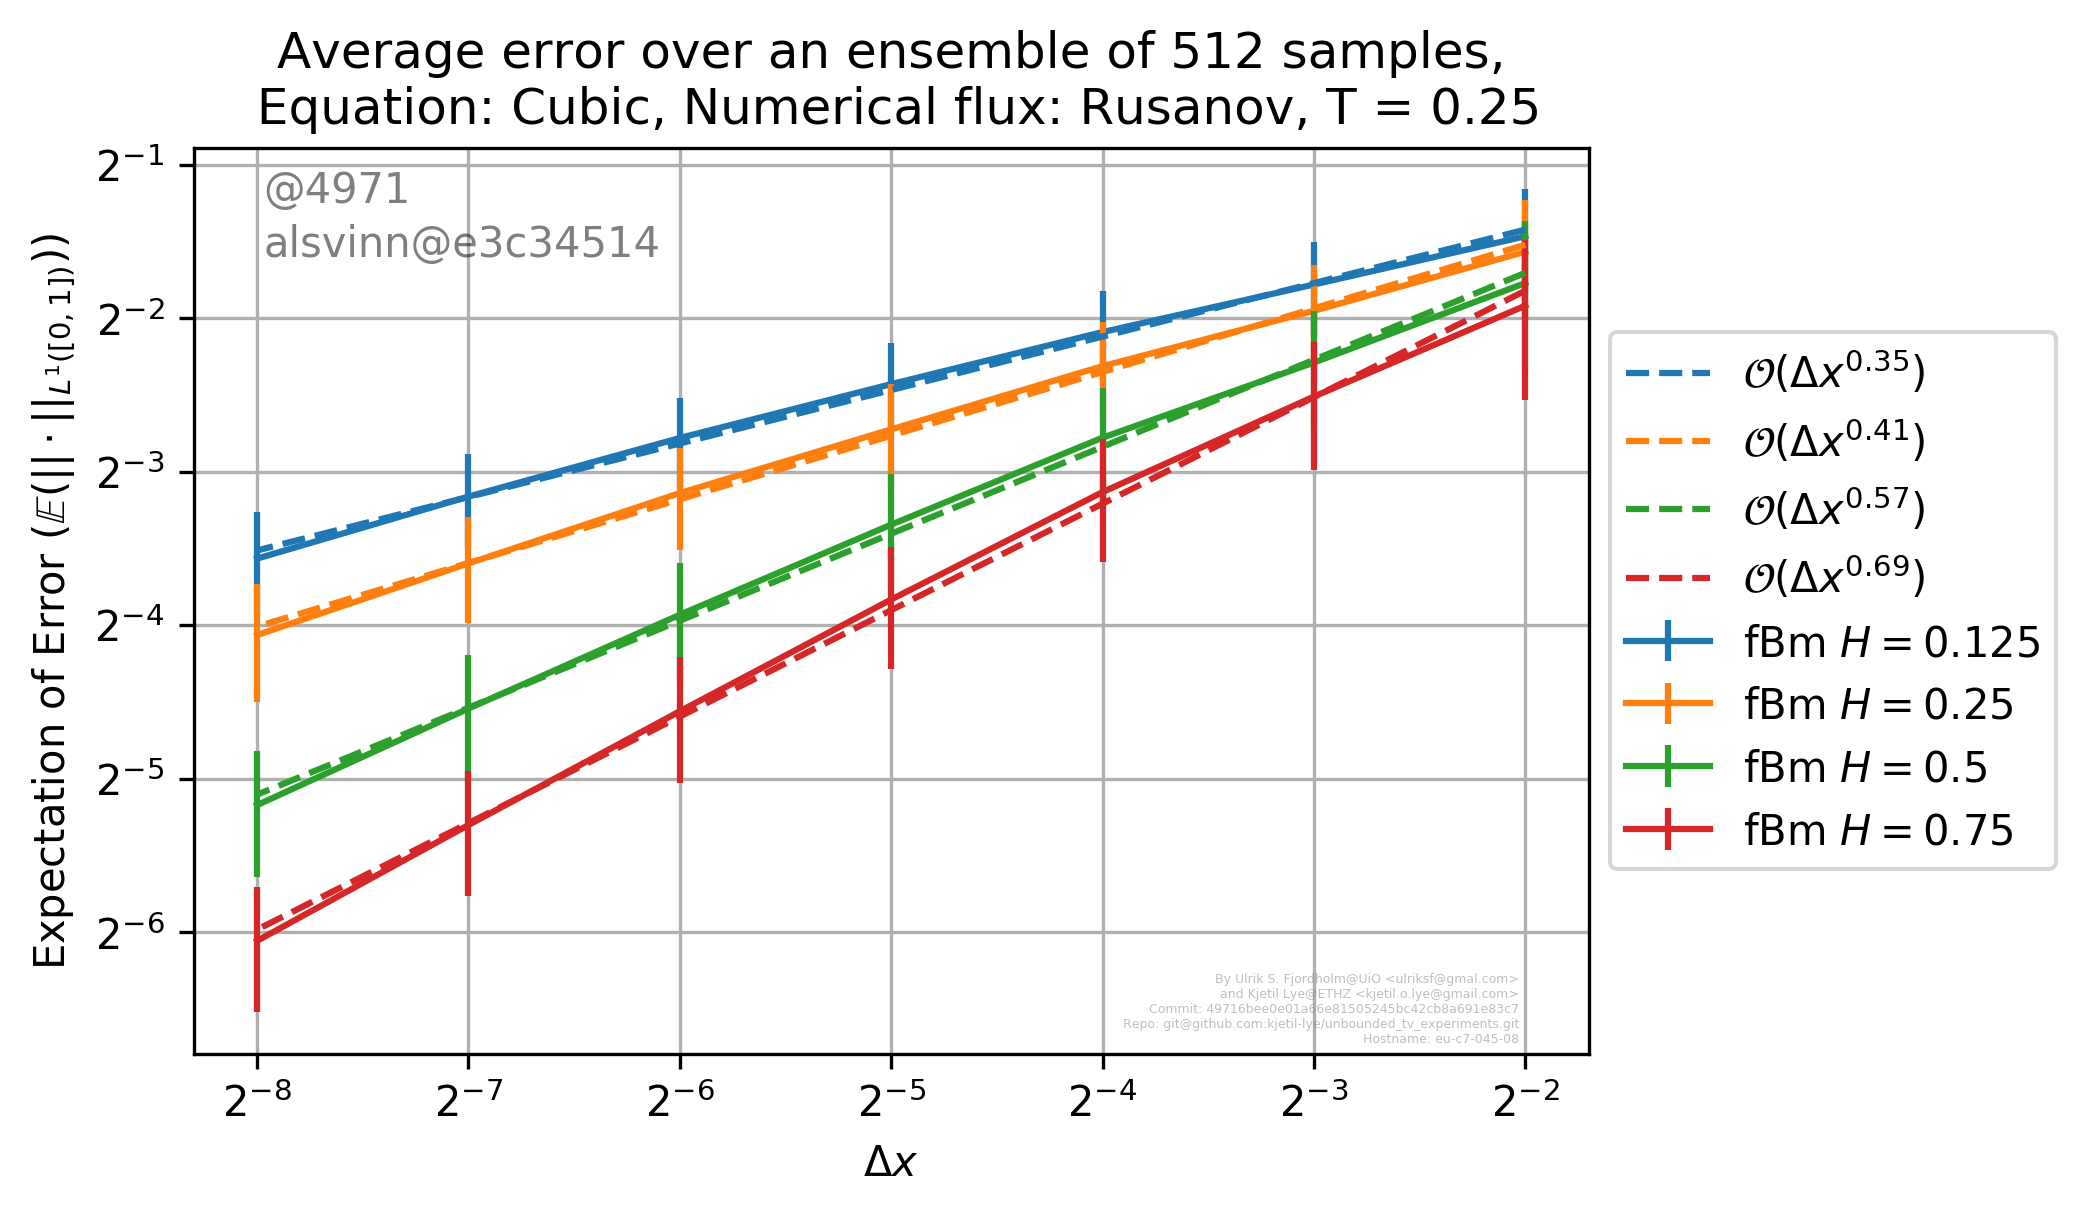 Average error over an ensemble of 512 samples,
Equation: Cubic, Numerical flux: Rusanov, T = 0.25
@4971
alsvinn@e3c34514
Expectation of Error (𝔼(|| · ||_{L¹([0, 1])}))
2⁻¹
2⁻²
2⁻³
2⁻⁴
2⁻⁵
2⁻⁶
By Ulrik S. Fjordholm@UiO <ulriksf@gmal.com>
and Kjetil Lye@ETHZ <kjetil.o.lye@gmail.com>
Commit: 49716bee0e01a66e81505245bc42cb8a691e83c7
Repo: git@github.com:kjetil-lye/unbounded_tv_experiments.git
Hostname: eu-c7-045-08
2⁻⁸ 2⁻⁷ 2⁻⁶ 2⁻⁵ 2⁻⁴ 2⁻³ 2⁻²
Δx
𝒪(Δx^{0.35})
𝒪(Δx^{0.41})
𝒪(Δx^{0.57})
𝒪(Δx^{0.69})
fBm H = 0.125
fBm H = 0.25
fBm H = 0.5
fBm H = 0.75